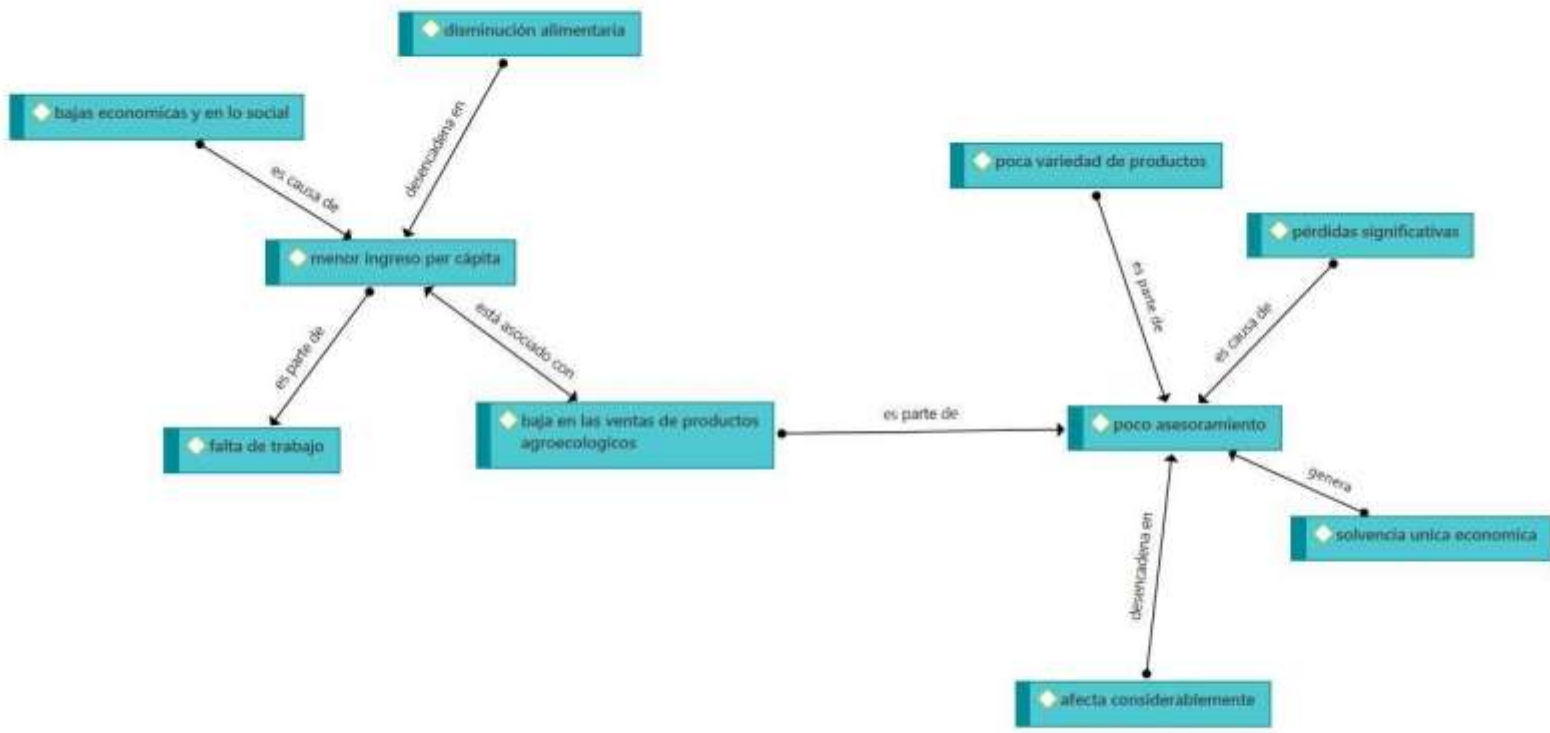 disminución alimentaria
bajas economicas y en lo social
desencadena en
es causa de
poca variedad de productos
pérdidas significativas
menor ingreso per cápita
es parte de
está asociado con
es parte de
es causa de
falta de trabajo
baja en las ventas de productos
agroecologicos
es parte de
poco asesoramiento
genera
solvencia unica economica
desencadena en
afecta considerablemente